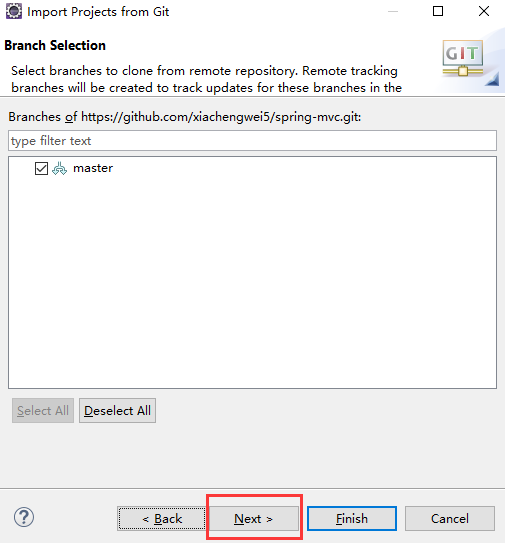 Import Projects from Git
Branch Selection
Select branches to clone from remote repository. Remote tracking
branches will be created to track updates for these branches in the
GIT
Branches of https://github.com/xiachengwei5/spring-mvc.git:
type filter text
master
Select All
Deselect All
?
< Back
Next >
Finish
Cancel